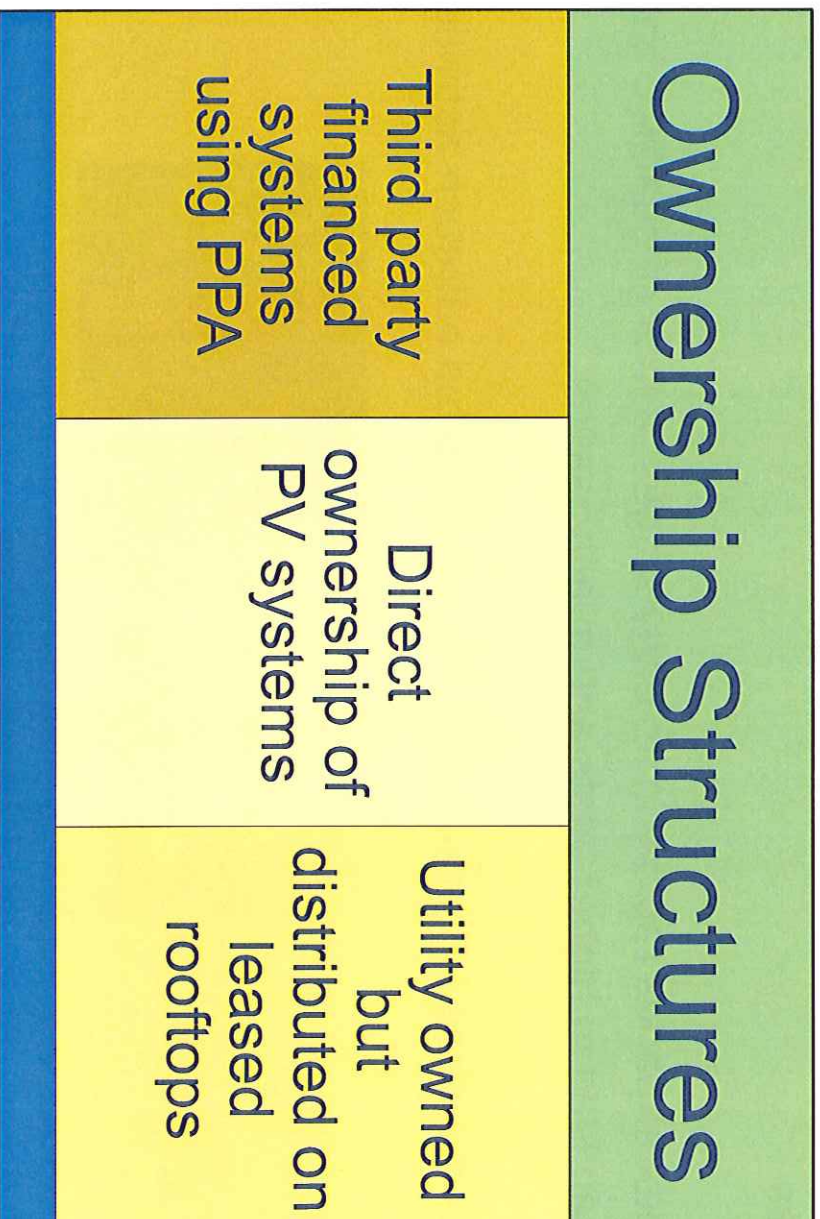 Ownership Structures
Third party
financed
systems
using PPA
Direct
ownership of
PV systems
Utility owned
but
distributed on
leased
rooftops